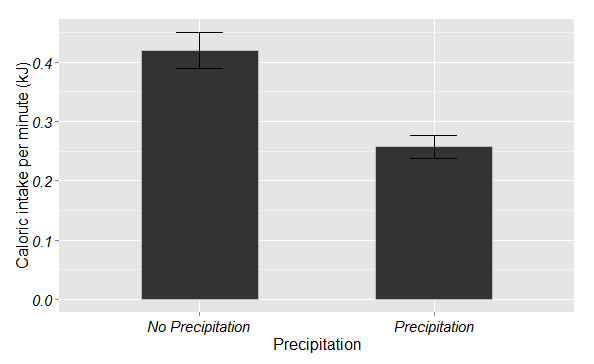 Caloric intake per minute (kJ)
0.4
0.3
0.2
0.1
0.0
No Precipitation
Precipitation
Precipitation